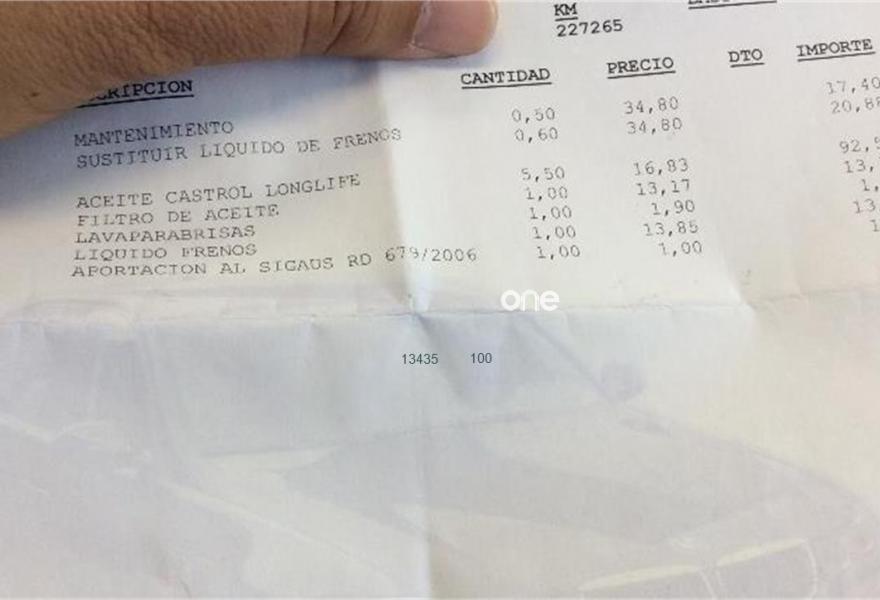 KM
227265
CANTIDAD PRECIO DTO IMPORTE
MANTENIMIENTO 0,50 34,80 17,40
SUSTITUIR LIQUIDO DE FRENOS 0,60 34,80
ACEITE CASTROL LONGLIFE 5,50 16,83
FILTRO DE ACEITE 1,00 13,17
LAVAPARABRISAS 1,00 1,90
LIQUIDO FRENOS 1,00 13,85
APORTACION AL SIGAUS RD 679/2006 1,00 1,00
one
13435 100